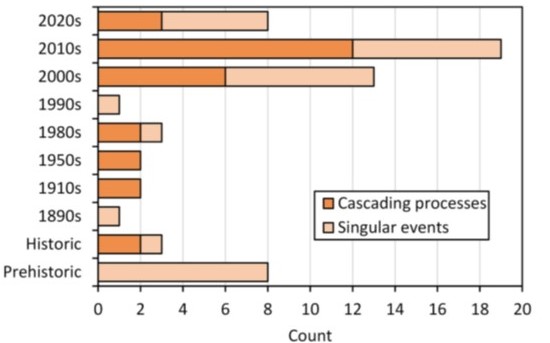 2020s
2010s
2000s
1990s
1980s
1950s
1910s
1890s
Historic
Prehistoric
Cascading processes
Singular events
0 2 4 6 8 10 12 14 16 18 20
Count